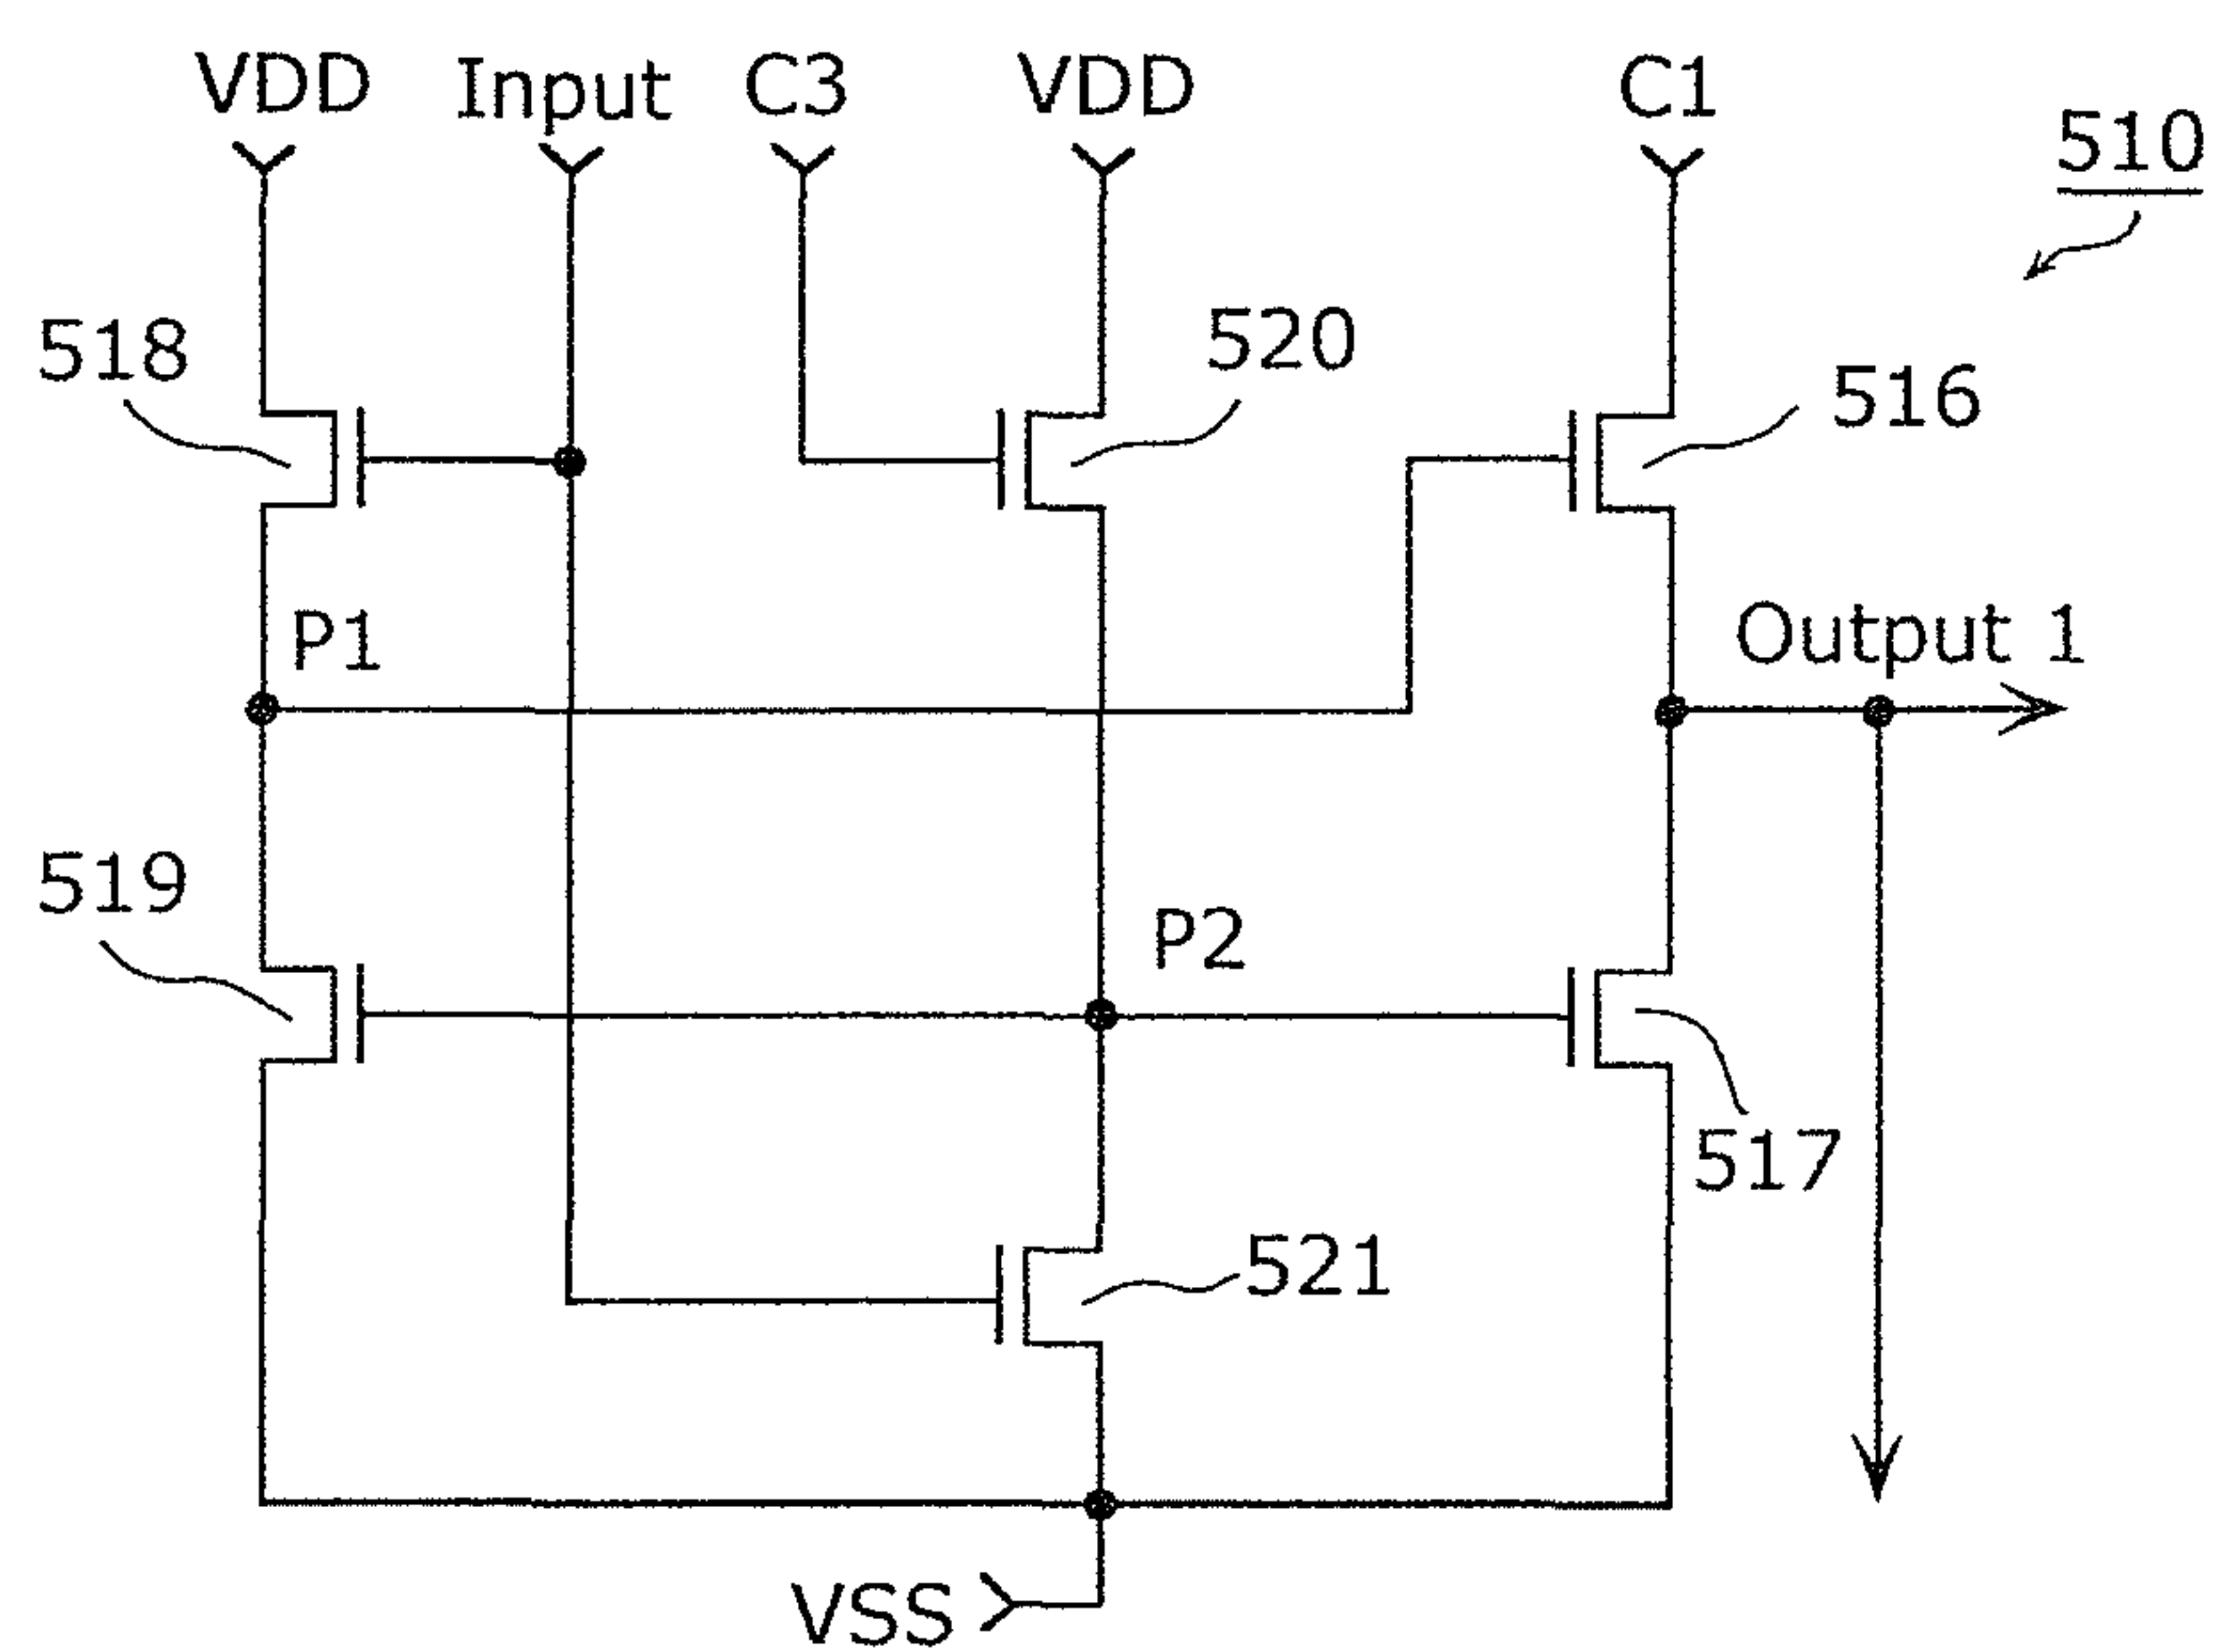 VDD
Input
C3
VDD
C1
510
518
520
516
P1
Output 1
519
P2
517
521
VSS